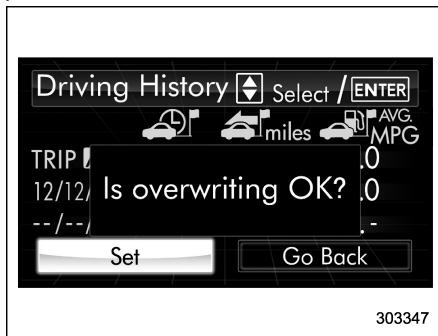 Driving History Select / ENTER
miles AVG. MPG
TRIP .0
12/12/ .0
--/--/ .-
Is overwriting OK?
Set Go Back
303347